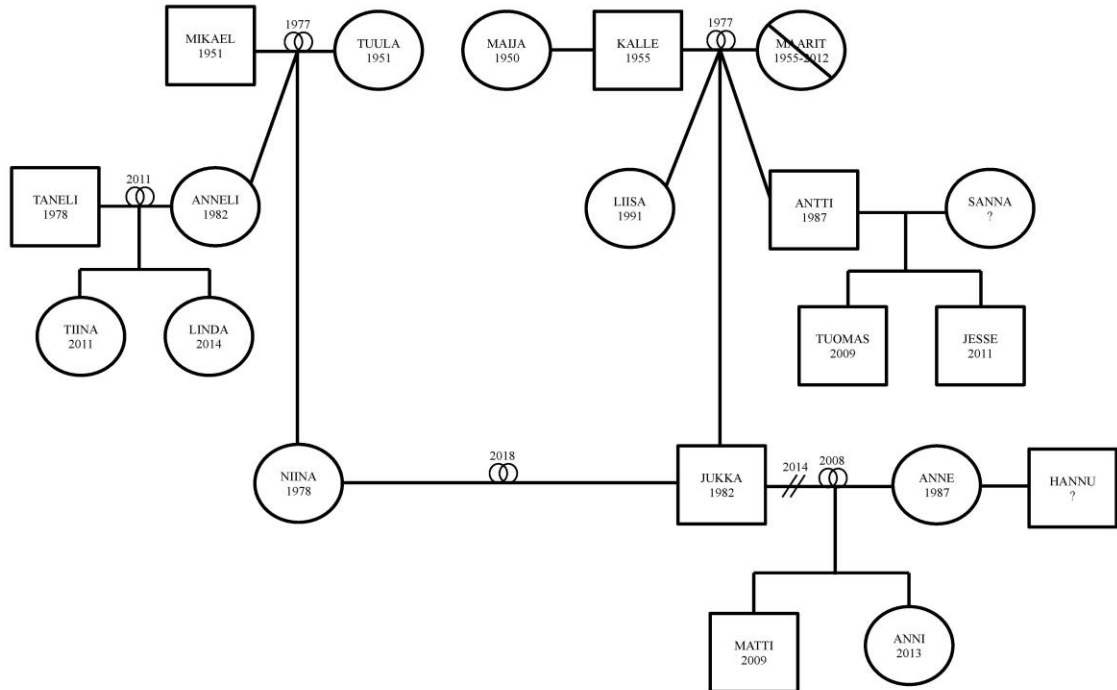 1977
1977
MIKAEL
1951
TUULA
1951
MAIJA
1950
KALLE
1955
MAARIT
1955-2012
2011
TANELI
1978
ANNELI
1982
LIISA
1991
ANTTI
1987
SANNA
?
TIINA
2011
LINDA
2014
TUOMAS
2009
JESSE
2011
2018
2014
2008
NIINA
1978
JUKKA
1982
ANNE
1987
HANNU
?
MATTI
2009
ANNI
2013